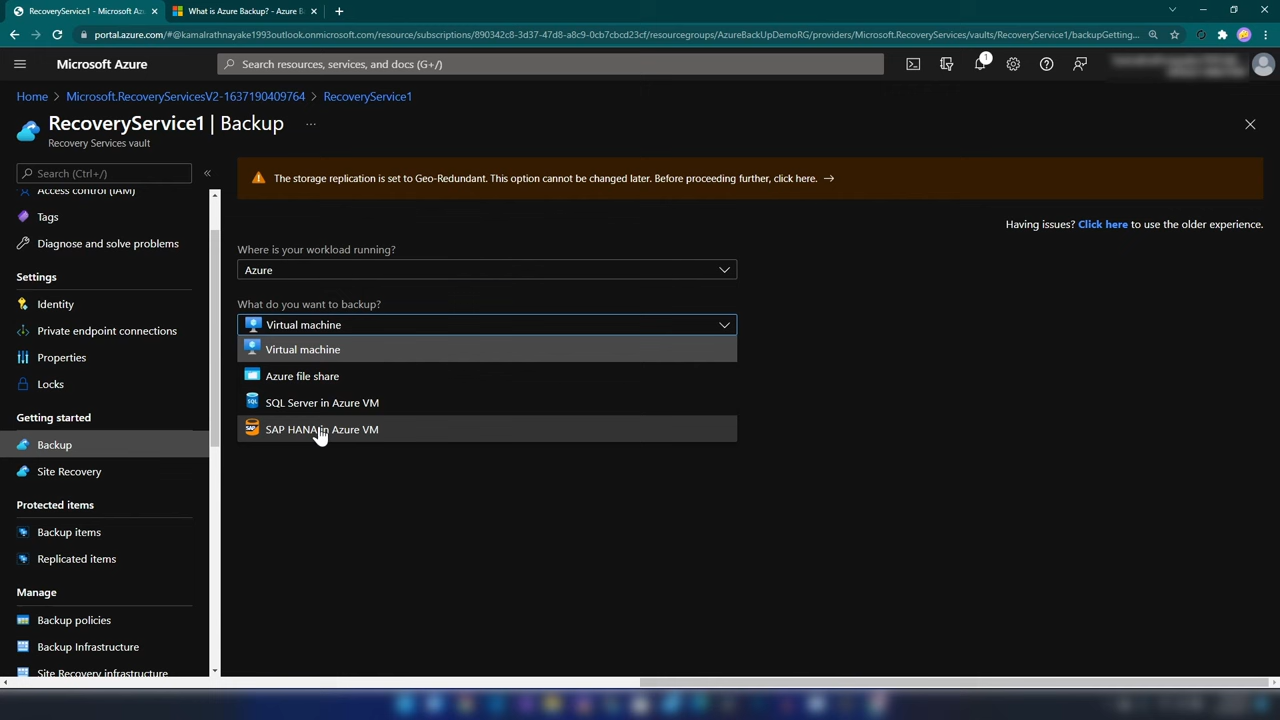 RecoveryService1 - Microsoft Az
What is Azure Backup? - Azure B
portal.azure.com/#@kamalrathnayake1993outlook.onmicrosoft.com/resource/subscriptions/890342c8-3d37-47d8-a8c9-0cb7cbcd23cf/resourcegroups/AzureBackUpDemoRG/providers/Microsoft.RecoveryServices/vaults/RecoveryService1/backupGetting...
Microsoft Azure
Search resources, services, and docs (G+/)
1
Home > Microsoft.RecoveryServicesV2-1637190409764 > RecoveryService1
RecoveryService1 | Backup ...
Recovery Services vault
Search (Ctrl+/)
The storage replication is set to Geo-Redundant. This option cannot be changed later. Before proceeding further, click here. →
Having issues? Click here to use the older experience.
Access control (IAM)
Tags
Diagnose and solve problems
Settings
Identity
Private endpoint connections
Properties
Locks
Getting started
Backup
Site Recovery
Protected items
Backup items
Replicated items
Manage
Backup policies
Backup Infrastructure
Site Recovery infrastructure
Where is your workload running?
Azure
What do you want to backup?
Virtual machine
Virtual machine
Azure file share
SQL Server in Azure VM
SAP HANA in Azure VM